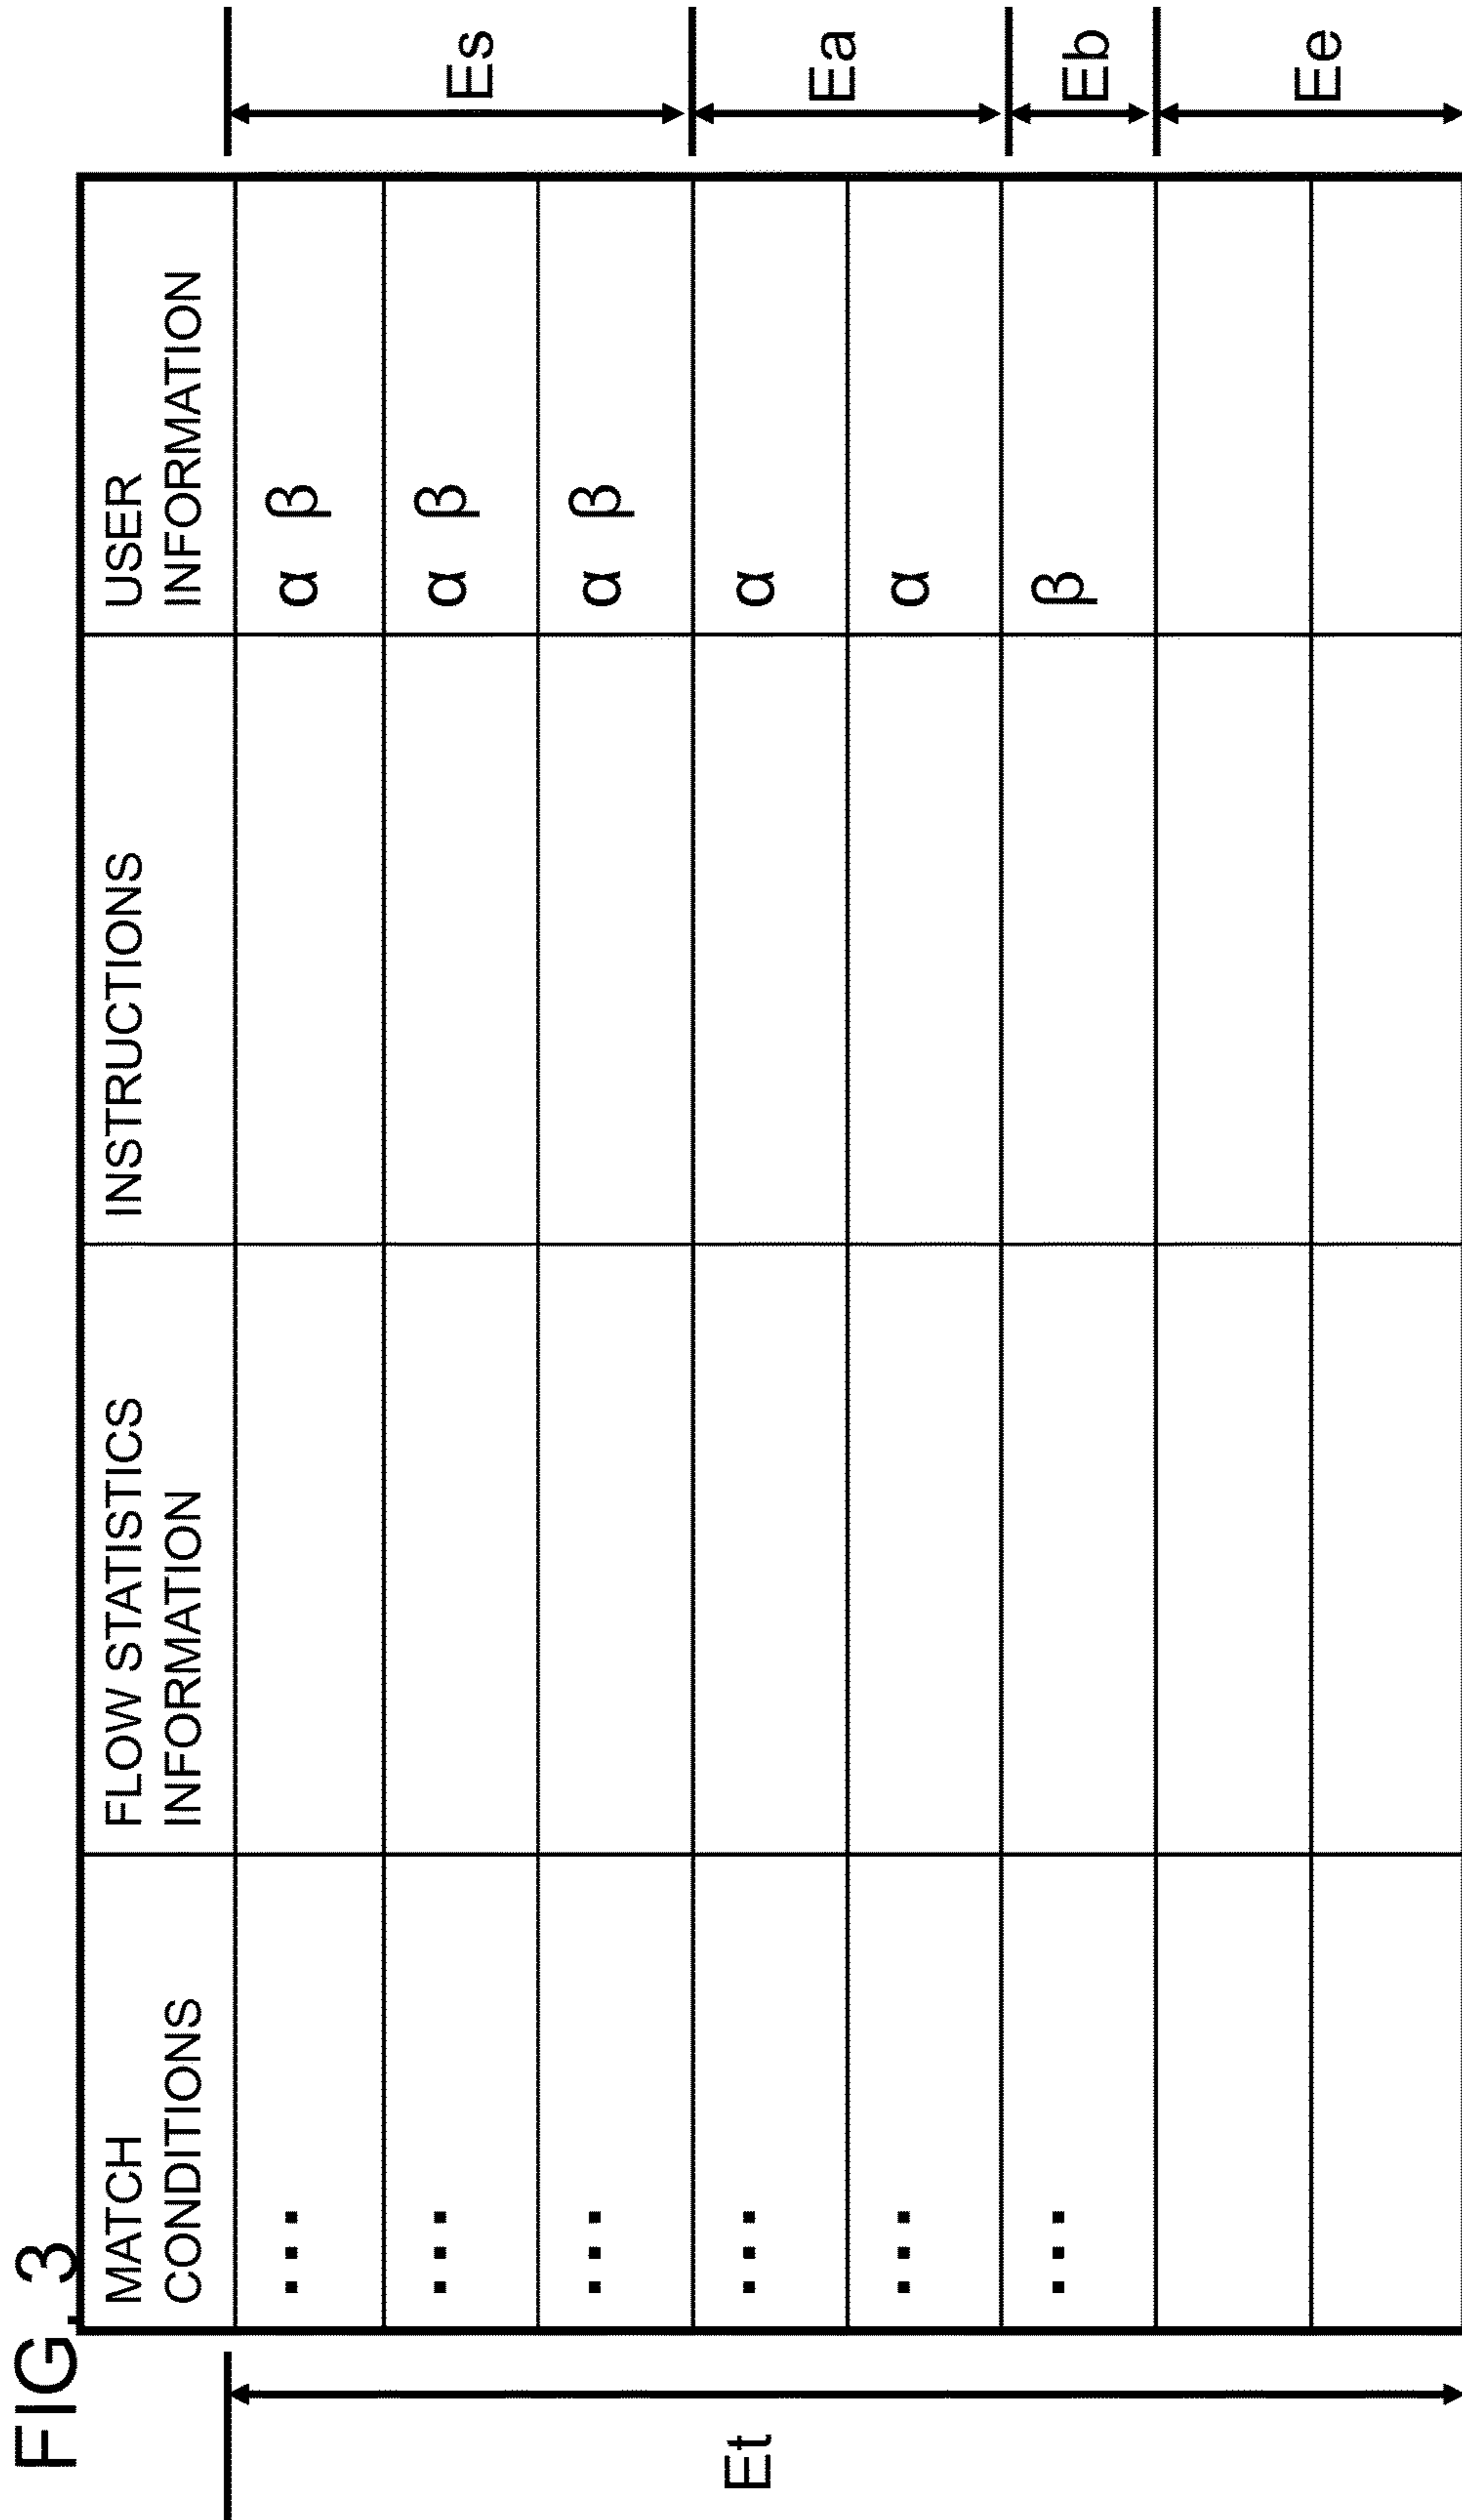 FIG. 3
MATCH
CONDITIONS
FLOW STATISTICS
INFORMATION
INSTRUCTIONS
USER
INFORMATION
... α β
... α β
... α β
... α
... α
... β
Et
Es
Ea
Eb
Ee